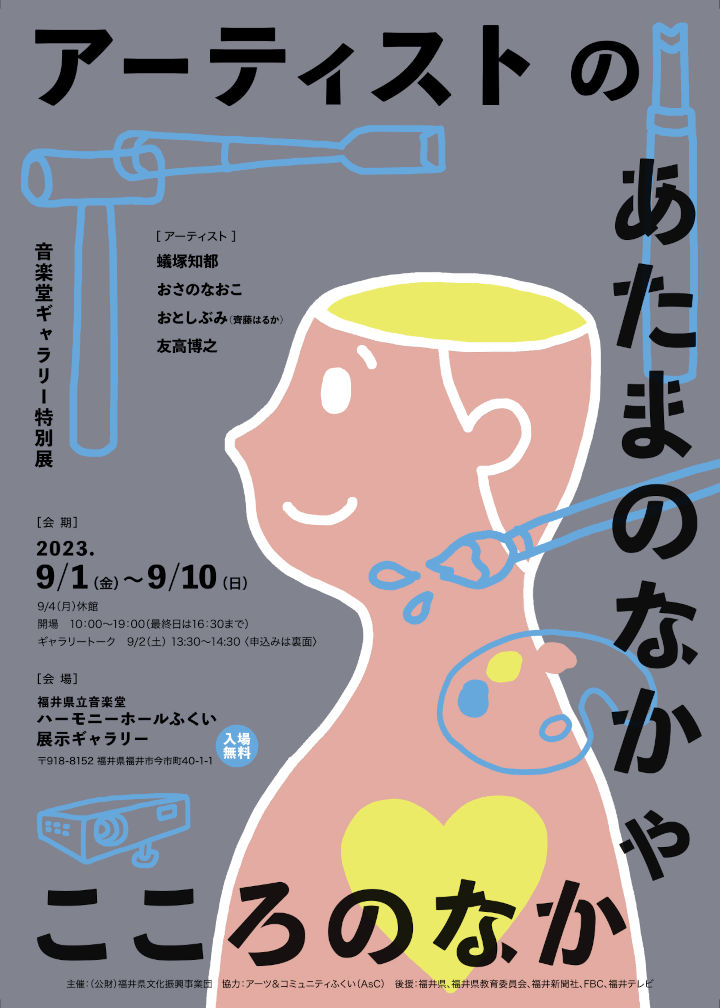 アーティストの
あたまのなかや
こころのなか
音楽堂ギャラリー特別展
［アーティスト］
蟻塚知都
おさのなおこ
おとしぶみ（齊藤はるか）
友高博之
［会 期］
2023.
9/1（金）〜9/10（日）
9/4（月）休館
開場　10：00〜19：00（最終日は16：30まで）
ギャラリートーク　9/2（土） 13:30〜14:30〈申込みは裏面〉
［会 場］
福井県立音楽堂
ハーモニーホールふくい
展示ギャラリー
〒918-8152 福井県福井市今市町40-1-1
入場
無料
主催：（公財）福井県文化振興事業団　協力：アーツ＆コミュニティふくい（AsC）　後援：福井県、福井県教育委員会、福井新聞社、FBC、福井テレビ